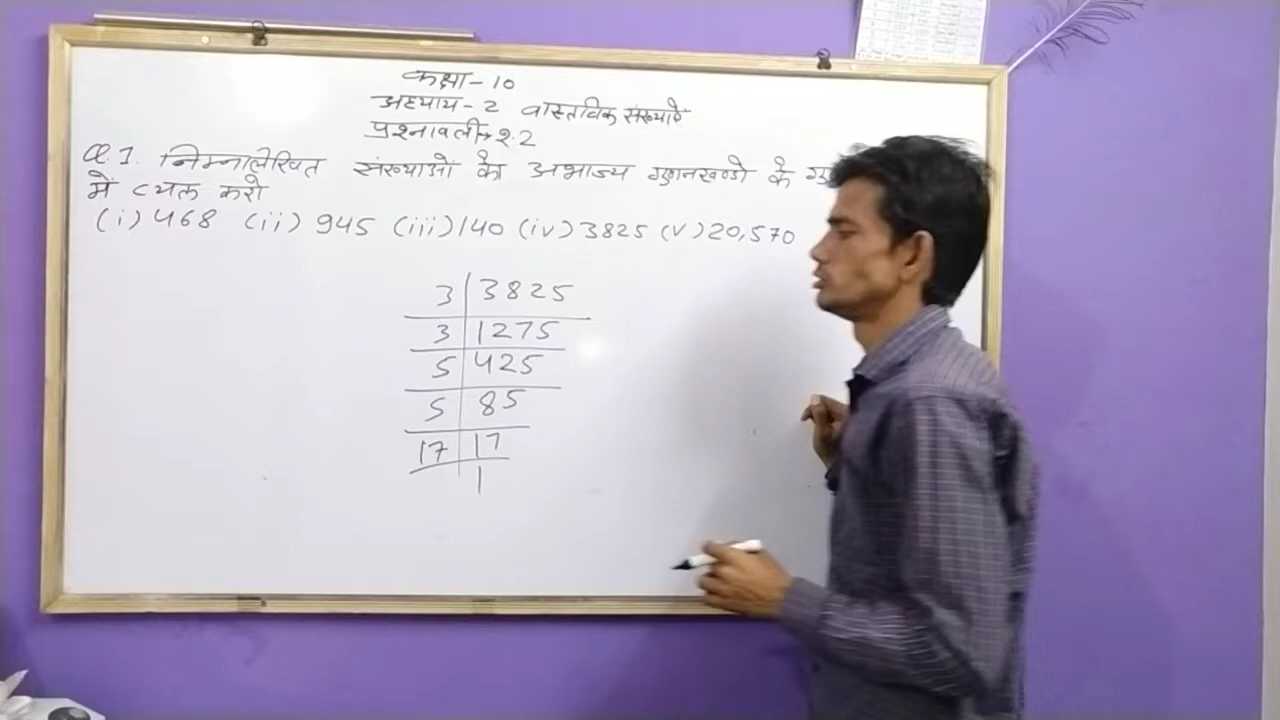 कक्षा - 10
अध्याय - 2 वास्तविक संख्याऐं
प्रश्नावली → 2.2
Q.1. निम्नलिखित संख्याओं को अभाज्य गुणनखण्डो के
में व्यक्त करो
(i) 468 (ii) 945 (iii) 140 (iv) 3825 (v) 20,570
3 | 3825
3 | 1275
5 | 425
5 | 85
17 | 17
1